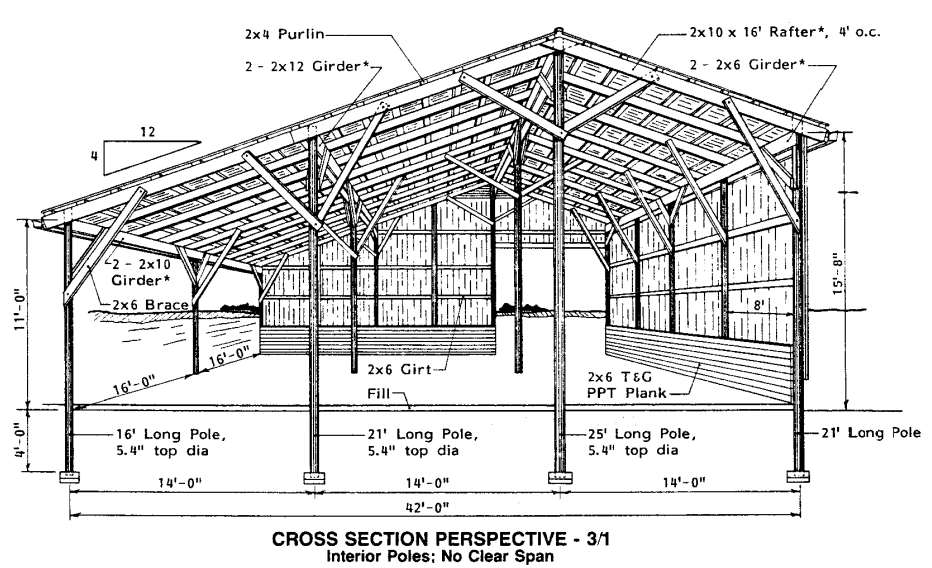 2x4 Purlin
2x10 x 16' Rafter*, 4' o.c.
2 - 2x12 Girder*
2 - 2x6 Girder*
12
4
2 - 2x10
Girder*
2x6 Brace
11'-0"
15'-8"
8'
16'-0"
16'-0"
2x6 Girt
2x6 T&G
PPT Plank
Fill
4'-0"
16' Long Pole,
5.4" top dia
21' Long Pole,
5.4" top dia
25' Long Pole,
5.4" top dia
21' Long Pole
14'-0"
14'-0"
14'-0"
42'-0"
CROSS SECTION PERSPECTIVE - 3/1
Interior Poles; No Clear Span